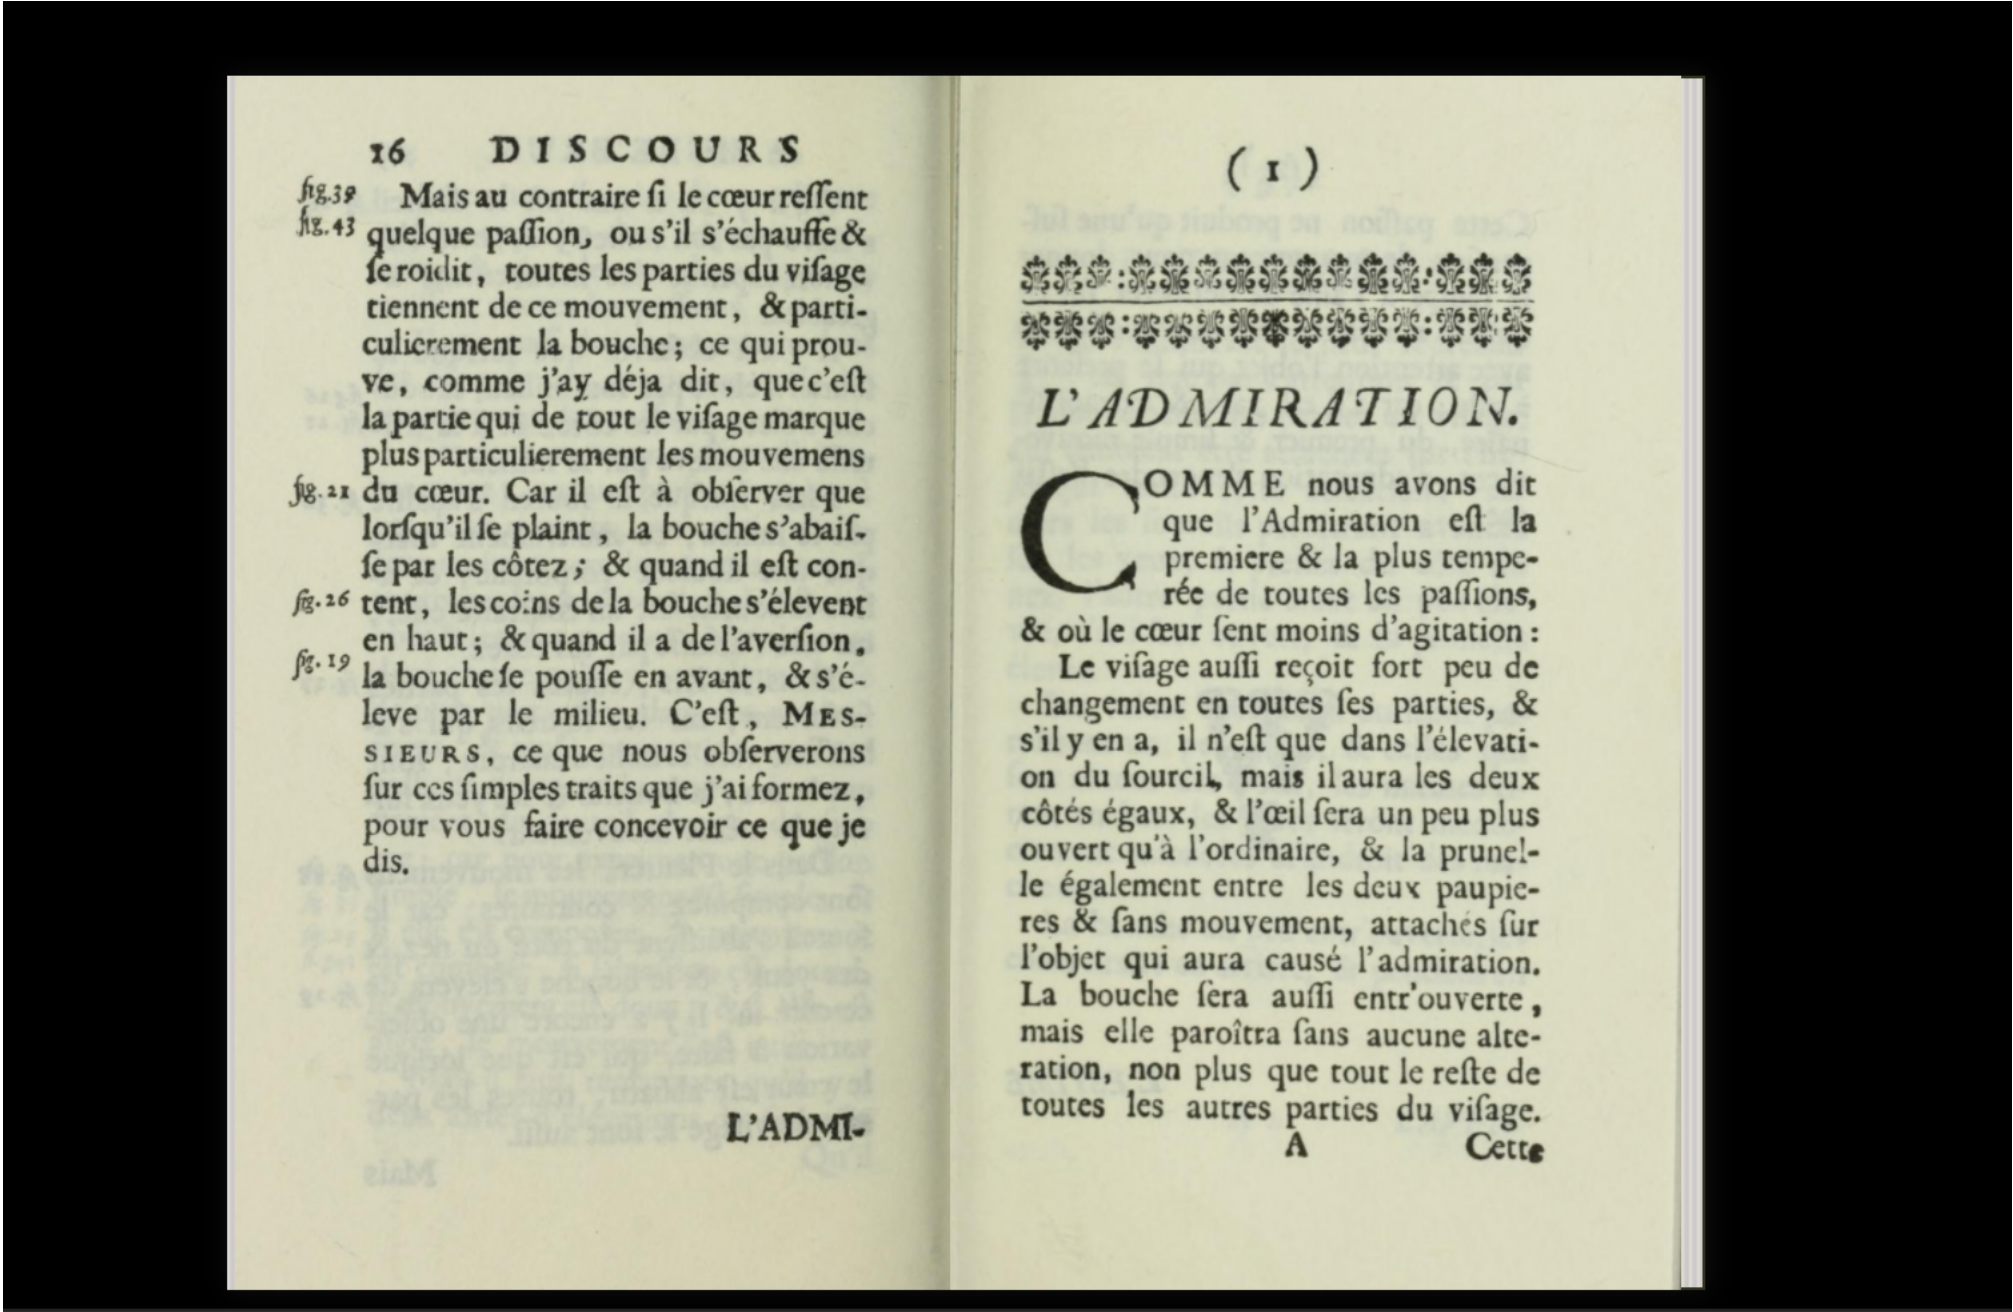 16 DISCOURS
fig.39 Mais au contraire ſi le cœur reſſent
fig.43 quelque paſſion, ou s'il s'échauffe &
ſe roidit, toutes les parties du viſage
tiennent de ce mouvement, & parti-
culierement la bouche; ce qui prou-
ve, comme j'ay déja dit, que c'eſt
la partie qui de tout le viſage marque
plus particulierement les mouvemens
fig.21 du cœur. Car il eſt à obſerver que
lorſqu'il ſe plaint, la bouche s'abaiſ-
ſe par les côtez; & quand il eſt con-
fig.26 tent, les coins de la bouche s'élevent
en haut; & quand il a de l'averſion,
fig.19 la bouche ſe pouſſe en avant, & s'é-
leve par le milieu. C'eſt, MES-
SIEURS, ce que nous obſerverons
ſur ces ſimples traits que j'ai formez,
pour vous faire concevoir ce que je
dis.
L'ADMI-
(1)
L'ADMIRATION.
COMME nous avons dit
que l'Admiration eſt la
premiere & la plus tempe-
rée de toutes les paſſions,
& où le cœur ſent moins d'agitation :
Le viſage auſſi reçoit fort peu de
changement en toutes ſes parties, &
s'il y en a, il n'eſt que dans l'élevati-
on du ſourcil, mais il aura les deux
côtés égaux, & l'œil ſera un peu plus
ouvert qu'à l'ordinaire, & la prunel-
le également entre les deux paupie-
res & ſans mouvement, attachés ſur
l'objet qui aura causé l'admiration.
La bouche ſera auſſi entr'ouverte,
mais elle paroîtra ſans aucune alte-
ration, non plus que tout le reſte de
toutes les autres parties du viſage.
A Cette